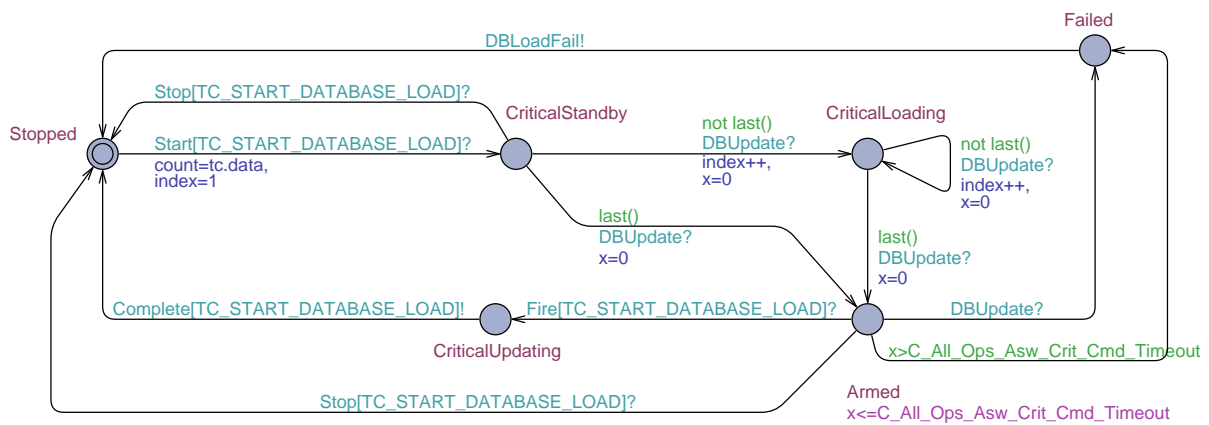 Failed
DBLoadFail!
Stop[TC_START_DATABASE_LOAD]?
CriticalStandby
CriticalLoading
Stopped
Start[TC_START_DATABASE_LOAD]?
count=tc.data,
index=1
not last()
DBUpdate?
index++,
x=0
not last()
DBUpdate?
index++,
x=0
last()
DBUpdate?
x=0
last()
DBUpdate?
x=0
Complete[TC_START_DATABASE_LOAD]!
Fire[TC_START_DATABASE_LOAD]?
DBUpdate?
CriticalUpdating
x>C_All_Ops_Asw_Crit_Cmd_Timeout
Stop[TC_START_DATABASE_LOAD]?
Armed
x<=C_All_Ops_Asw_Crit_Cmd_Timeout